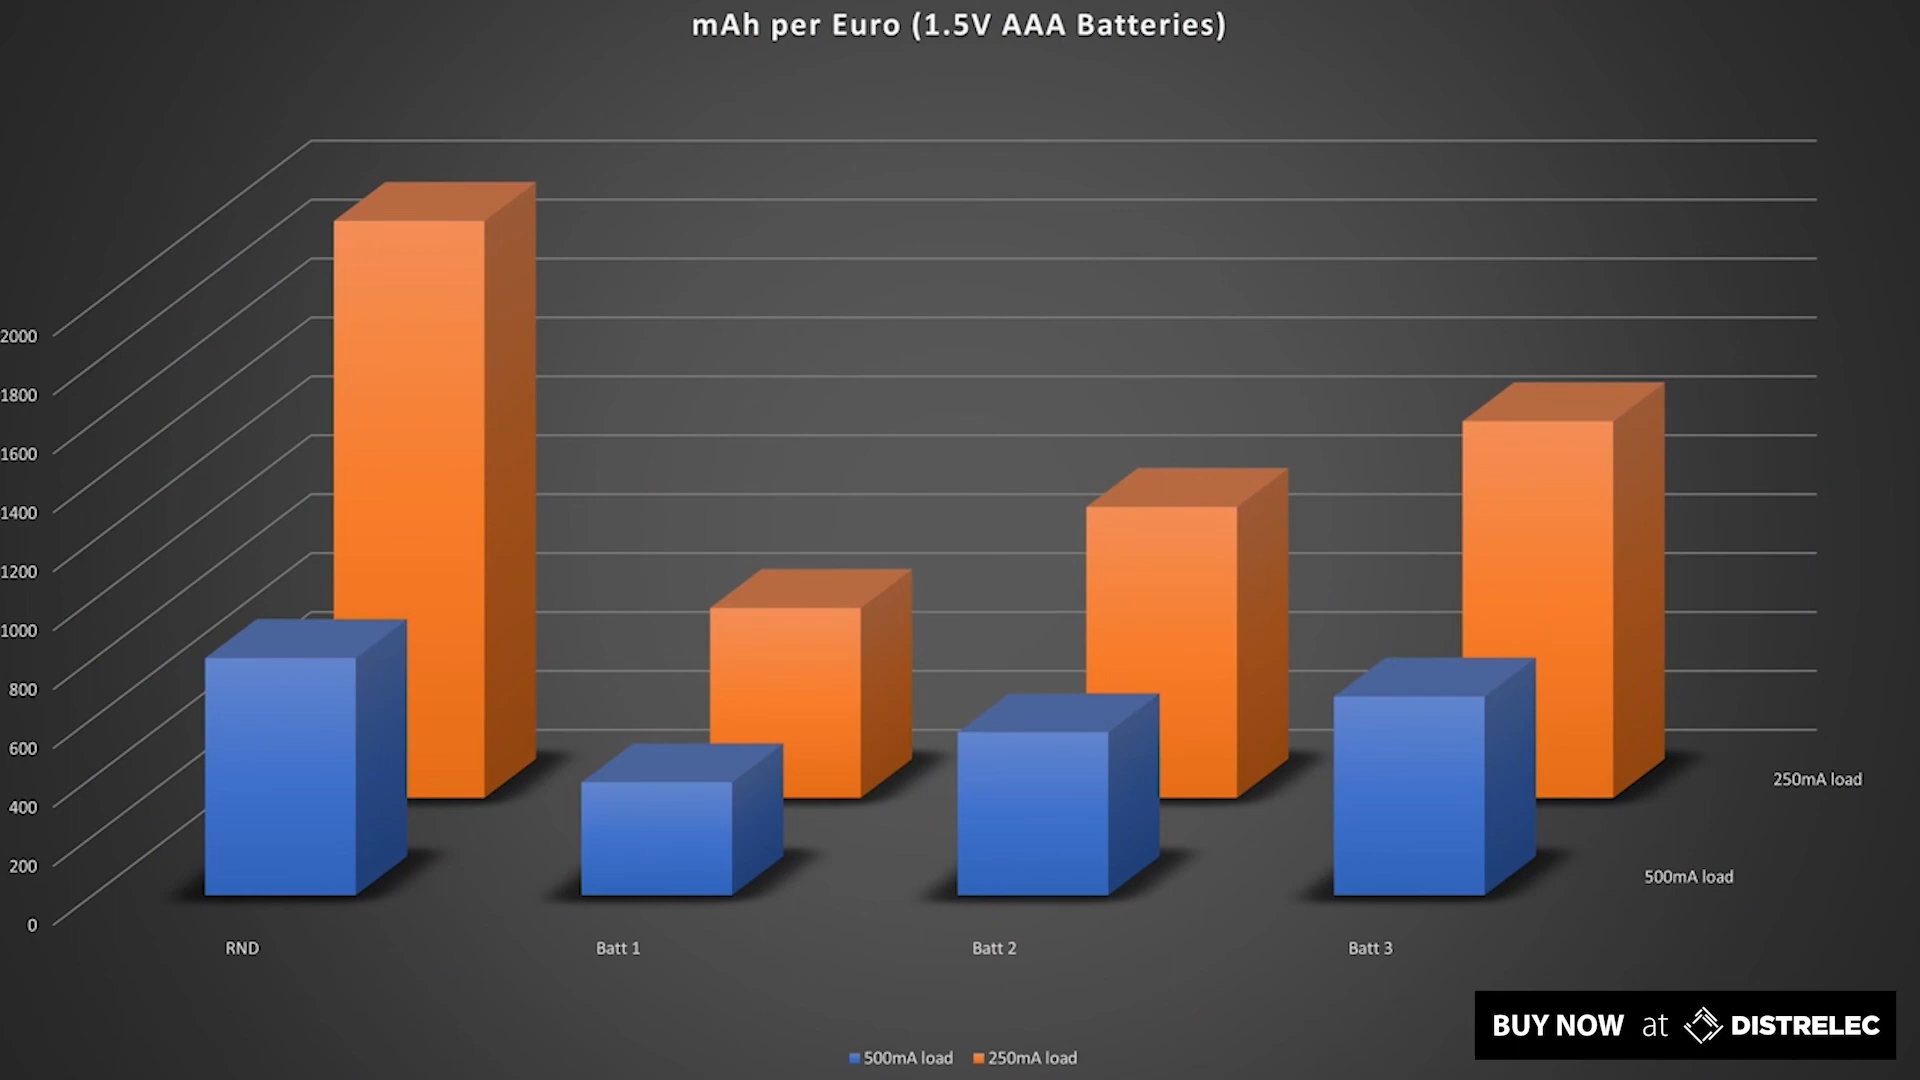 mAh per Euro (1.5V AAA Batteries)
2000
1800
1600
1400
1200
1000
800
600
400
200
0
250mA load
500mA load
RND
Batt 1
Batt 2
Batt 3
BUY NOW at DISTRELEC
500mA load
250mA load